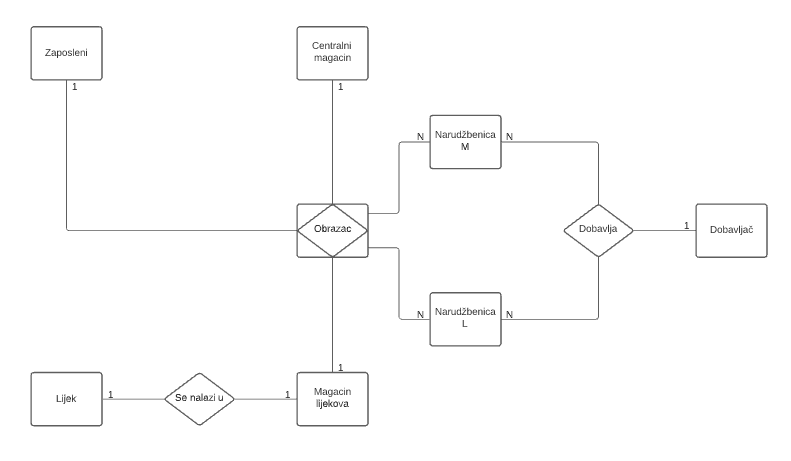 Zaposleni
1
Centralni
magacin
1
N
Narudžbenica
M
N
Obrazac
Dobavlja
1
Dobavljač
N
Narudžbenica
L
N
1
Lijek
1
Se nalazi u
1
Magacin
lijekova